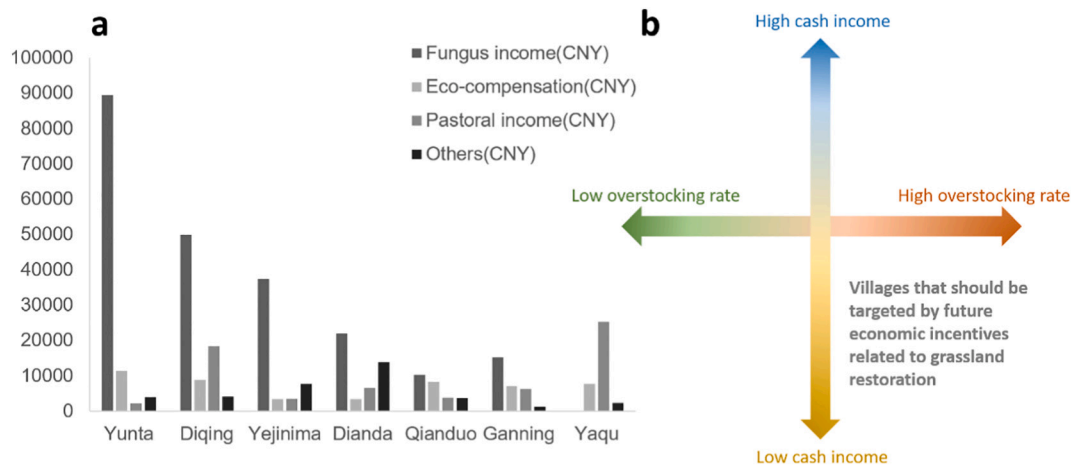 a
Fungus income(CNY)
Eco-compensation(CNY)
Pastoral income(CNY)
Others(CNY)
100000
90000
80000
70000
60000
50000
40000
30000
20000
10000
0
Yunta Diqing Yejinima Dianda Qianduo Ganning Yaqu
b
High cash income
Low overstocking rate
High overstocking rate
Villages that should be
targeted by future
economic incentives
related to grassland
restoration
Low cash income